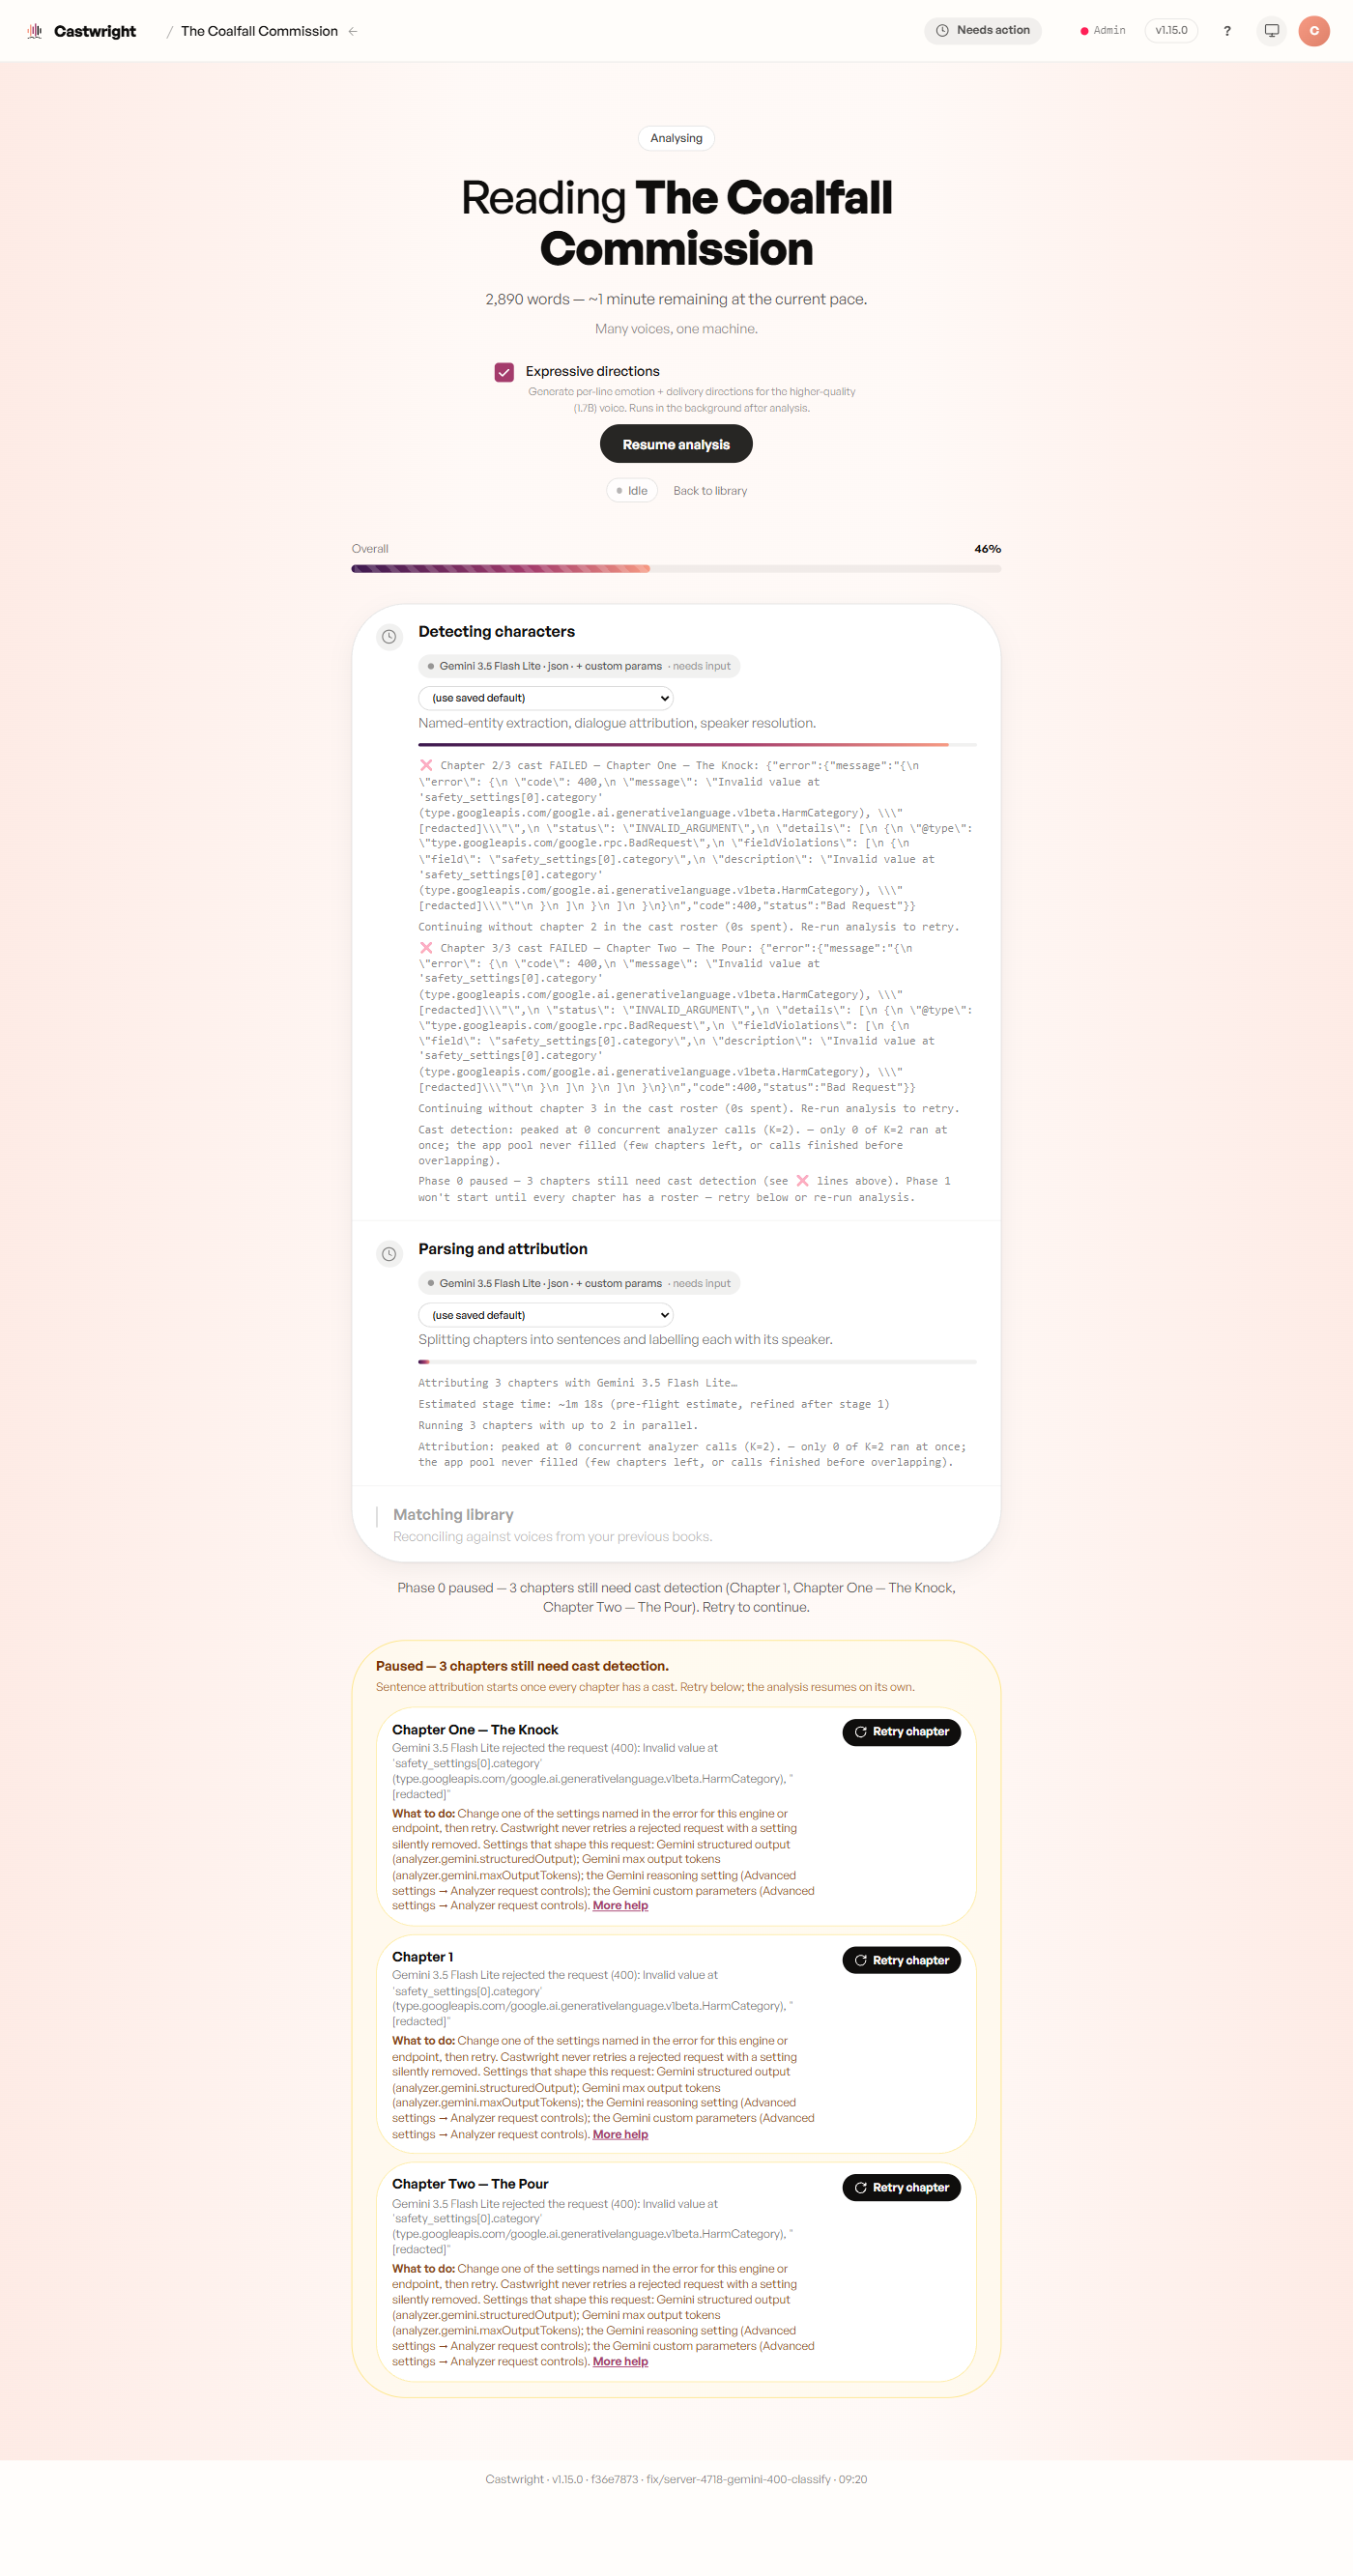 Castwright / The Coalfall Commission ←
Needs action
Admin
v1.15.0
?
C
Analysing
Reading The Coalfall
Commission
2,890 words — ~1 minute remaining at the current pace.
Many voices, one machine.
Expressive directions
Generate per-line emotion + delivery directions for the higher-quality
(1.7B) voice. Runs in the background after analysis.
Resume analysis
Idle
Back to library
Overall
46%
Detecting characters
Gemini 3.5 Flash Lite · json · + custom params · needs input
(use saved default)
Named-entity extraction, dialogue attribution, speaker resolution.
❌ Chapter 2/3 cast FAILED — Chapter One — The Knock: {"error":{"message":"{\n
\"error\": {\n \"code\": 400,\n \"message\": \"Invalid value at
'safety_settings[0].category'
(type.googleapis.com/google.ai.generativelanguage.v1beta.HarmCategory), \\\"
[redacted]\\\"\",\n \"status\": \"INVALID_ARGUMENT\",\n \"details\": [\n {\n \"@type\":
\"type.googleapis.com/google.rpc.BadRequest\",\n \"fieldViolations\": [\n {\n
\"field\": \"safety_settings[0].category\",\n \"description\": \"Invalid value at
'safety_settings[0].category'
(type.googleapis.com/google.ai.generativelanguage.v1beta.HarmCategory), \\\"
[redacted]\\\"\"\n }\n ]\n }\n ]\n }\n}\n","code":400,"status":"Bad Request"}}
Continuing without chapter 2 in the cast roster (0s spent). Re-run analysis to retry.
❌ Chapter 3/3 cast FAILED — Chapter Two — The Pour: {"error":{"message":"{\n
\"error\": {\n \"code\": 400,\n \"message\": \"Invalid value at
'safety_settings[0].category'
(type.googleapis.com/google.ai.generativelanguage.v1beta.HarmCategory), \\\"
[redacted]\\\"\",\n \"status\": \"INVALID_ARGUMENT\",\n \"details\": [\n {\n \"@type\":
\"type.googleapis.com/google.rpc.BadRequest\",\n \"fieldViolations\": [\n {\n
\"field\": \"safety_settings[0].category\",\n \"description\": \"Invalid value at
'safety_settings[0].category'
(type.googleapis.com/google.ai.generativelanguage.v1beta.HarmCategory), \\\"
[redacted]\\\"\"\n }\n ]\n }\n ]\n }\n}\n","code":400,"status":"Bad Request"}}
Continuing without chapter 3 in the cast roster (0s spent). Re-run analysis to retry.
Cast detection: peaked at 0 concurrent analyzer calls (K=2). — only 0 of K=2 ran at
once; the app pool never filled (few chapters left, or calls finished before
overlapping).
Phase 0 paused — 3 chapters still need cast detection (see ❌ lines above). Phase 1
won't start until every chapter has a roster — retry below or re-run analysis.
Parsing and attribution
Gemini 3.5 Flash Lite · json · + custom params · needs input
(use saved default)
Splitting chapters into sentences and labelling each with its speaker.
Attributing 3 chapters with Gemini 3.5 Flash Lite…
Estimated stage time: ~1m 18s (pre-flight estimate, refined after stage 1)
Running 3 chapters with up to 2 in parallel.
Attribution: peaked at 0 concurrent analyzer calls (K=2). — only 0 of K=2 ran at once;
the app pool never filled (few chapters left, or calls finished before overlapping).
Matching library
Reconciling against voices from your previous books.
Phase 0 paused — 3 chapters still need cast detection (Chapter 1, Chapter One — The Knock,
Chapter Two — The Pour). Retry to continue.
Paused — 3 chapters still need cast detection.
Sentence attribution starts once every chapter has a cast. Retry below; the analysis resumes on its own.
Chapter One — The Knock
Retry chapter
Gemini 3.5 Flash Lite rejected the request (400): Invalid value at
'safety_settings[0].category'
(type.googleapis.com/google.ai.generativelanguage.v1beta.HarmCategory), "
[redacted]"
What to do: Change one of the settings named in the error for this engine or
endpoint, then retry. Castwright never retries a rejected request with a setting
silently removed. Settings that shape this request: Gemini structured output
(analyzer.gemini.structuredOutput); Gemini max output tokens
(analyzer.gemini.maxOutputTokens); the Gemini reasoning setting (Advanced
settings → Analyzer request controls); the Gemini custom parameters (Advanced
settings → Analyzer request controls). More help
Chapter 1
Retry chapter
Gemini 3.5 Flash Lite rejected the request (400): Invalid value at
'safety_settings[0].category'
(type.googleapis.com/google.ai.generativelanguage.v1beta.HarmCategory), "
[redacted]"
What to do: Change one of the settings named in the error for this engine or
endpoint, then retry. Castwright never retries a rejected request with a setting
silently removed. Settings that shape this request: Gemini structured output
(analyzer.gemini.structuredOutput); Gemini max output tokens
(analyzer.gemini.maxOutputTokens); the Gemini reasoning setting (Advanced
settings → Analyzer request controls); the Gemini custom parameters (Advanced
settings → Analyzer request controls). More help
Chapter Two — The Pour
Retry chapter
Gemini 3.5 Flash Lite rejected the request (400): Invalid value at
'safety_settings[0].category'
(type.googleapis.com/google.ai.generativelanguage.v1beta.HarmCategory), "
[redacted]"
What to do: Change one of the settings named in the error for this engine or
endpoint, then retry. Castwright never retries a rejected request with a setting
silently removed. Settings that shape this request: Gemini structured output
(analyzer.gemini.structuredOutput); Gemini max output tokens
(analyzer.gemini.maxOutputTokens); the Gemini reasoning setting (Advanced
settings → Analyzer request controls); the Gemini custom parameters (Advanced
settings → Analyzer request controls). More help
Castwright · v1.15.0 · f36e7873 · fix/server-4718-gemini-400-classify · 09:20